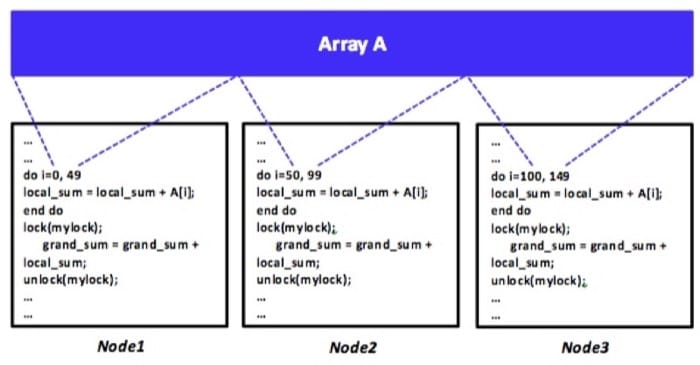 Array A
...
...
do i=0, 49
local_sum = local_sum + A[i];
end do
lock(mylock);
grand_sum = grand_sum +
local_sum;
unlock(mylock);
...
...
Node1
...
...
do i=50, 99
local_sum = local_sum + A[i];
end do
lock(mylock);
grand_sum = grand_sum +
local_sum;
unlock(mylock);
...
...
Node2
...
...
do i=100, 149
local_sum = local_sum + A[i];
end do
lock(mylock);
grand_sum = grand_sum +
local_sum;
unlock(mylock);
...
...
Node3